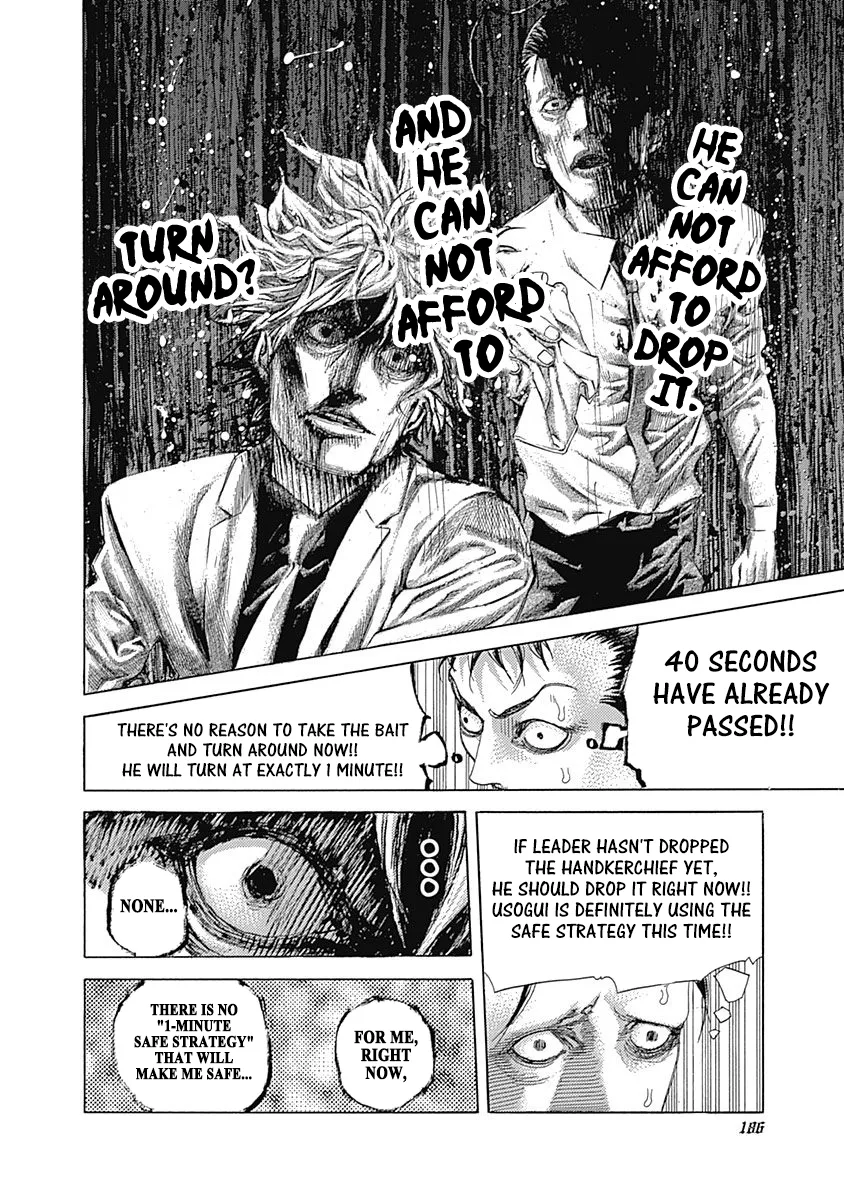 HE
CAN
NOT
AFFORD
TO
DROP
IT.
AND
HE
CAN
NOT
AFFORD
TO
TURN
AROUND?
40 SECONDS
HAVE ALREADY
PASSED!!
THERE'S NO REASON TO TAKE THE BAIT
AND TURN AROUND NOW!!
HE WILL TURN AT EXACTLY 1 MINUTE!!
IF LEADER HASN'T DROPPED
THE HANDKERCHIEF YET,
HE SHOULD DROP IT RIGHT NOW!!
USOGUI IS DEFINITELY USING THE
SAFE STRATEGY THIS TIME!!
NONE...
FOR ME,
RIGHT
NOW,
THERE IS NO
"1-MINUTE
SAFE STRATEGY"
THAT WILL
MAKE ME SAFE...
186